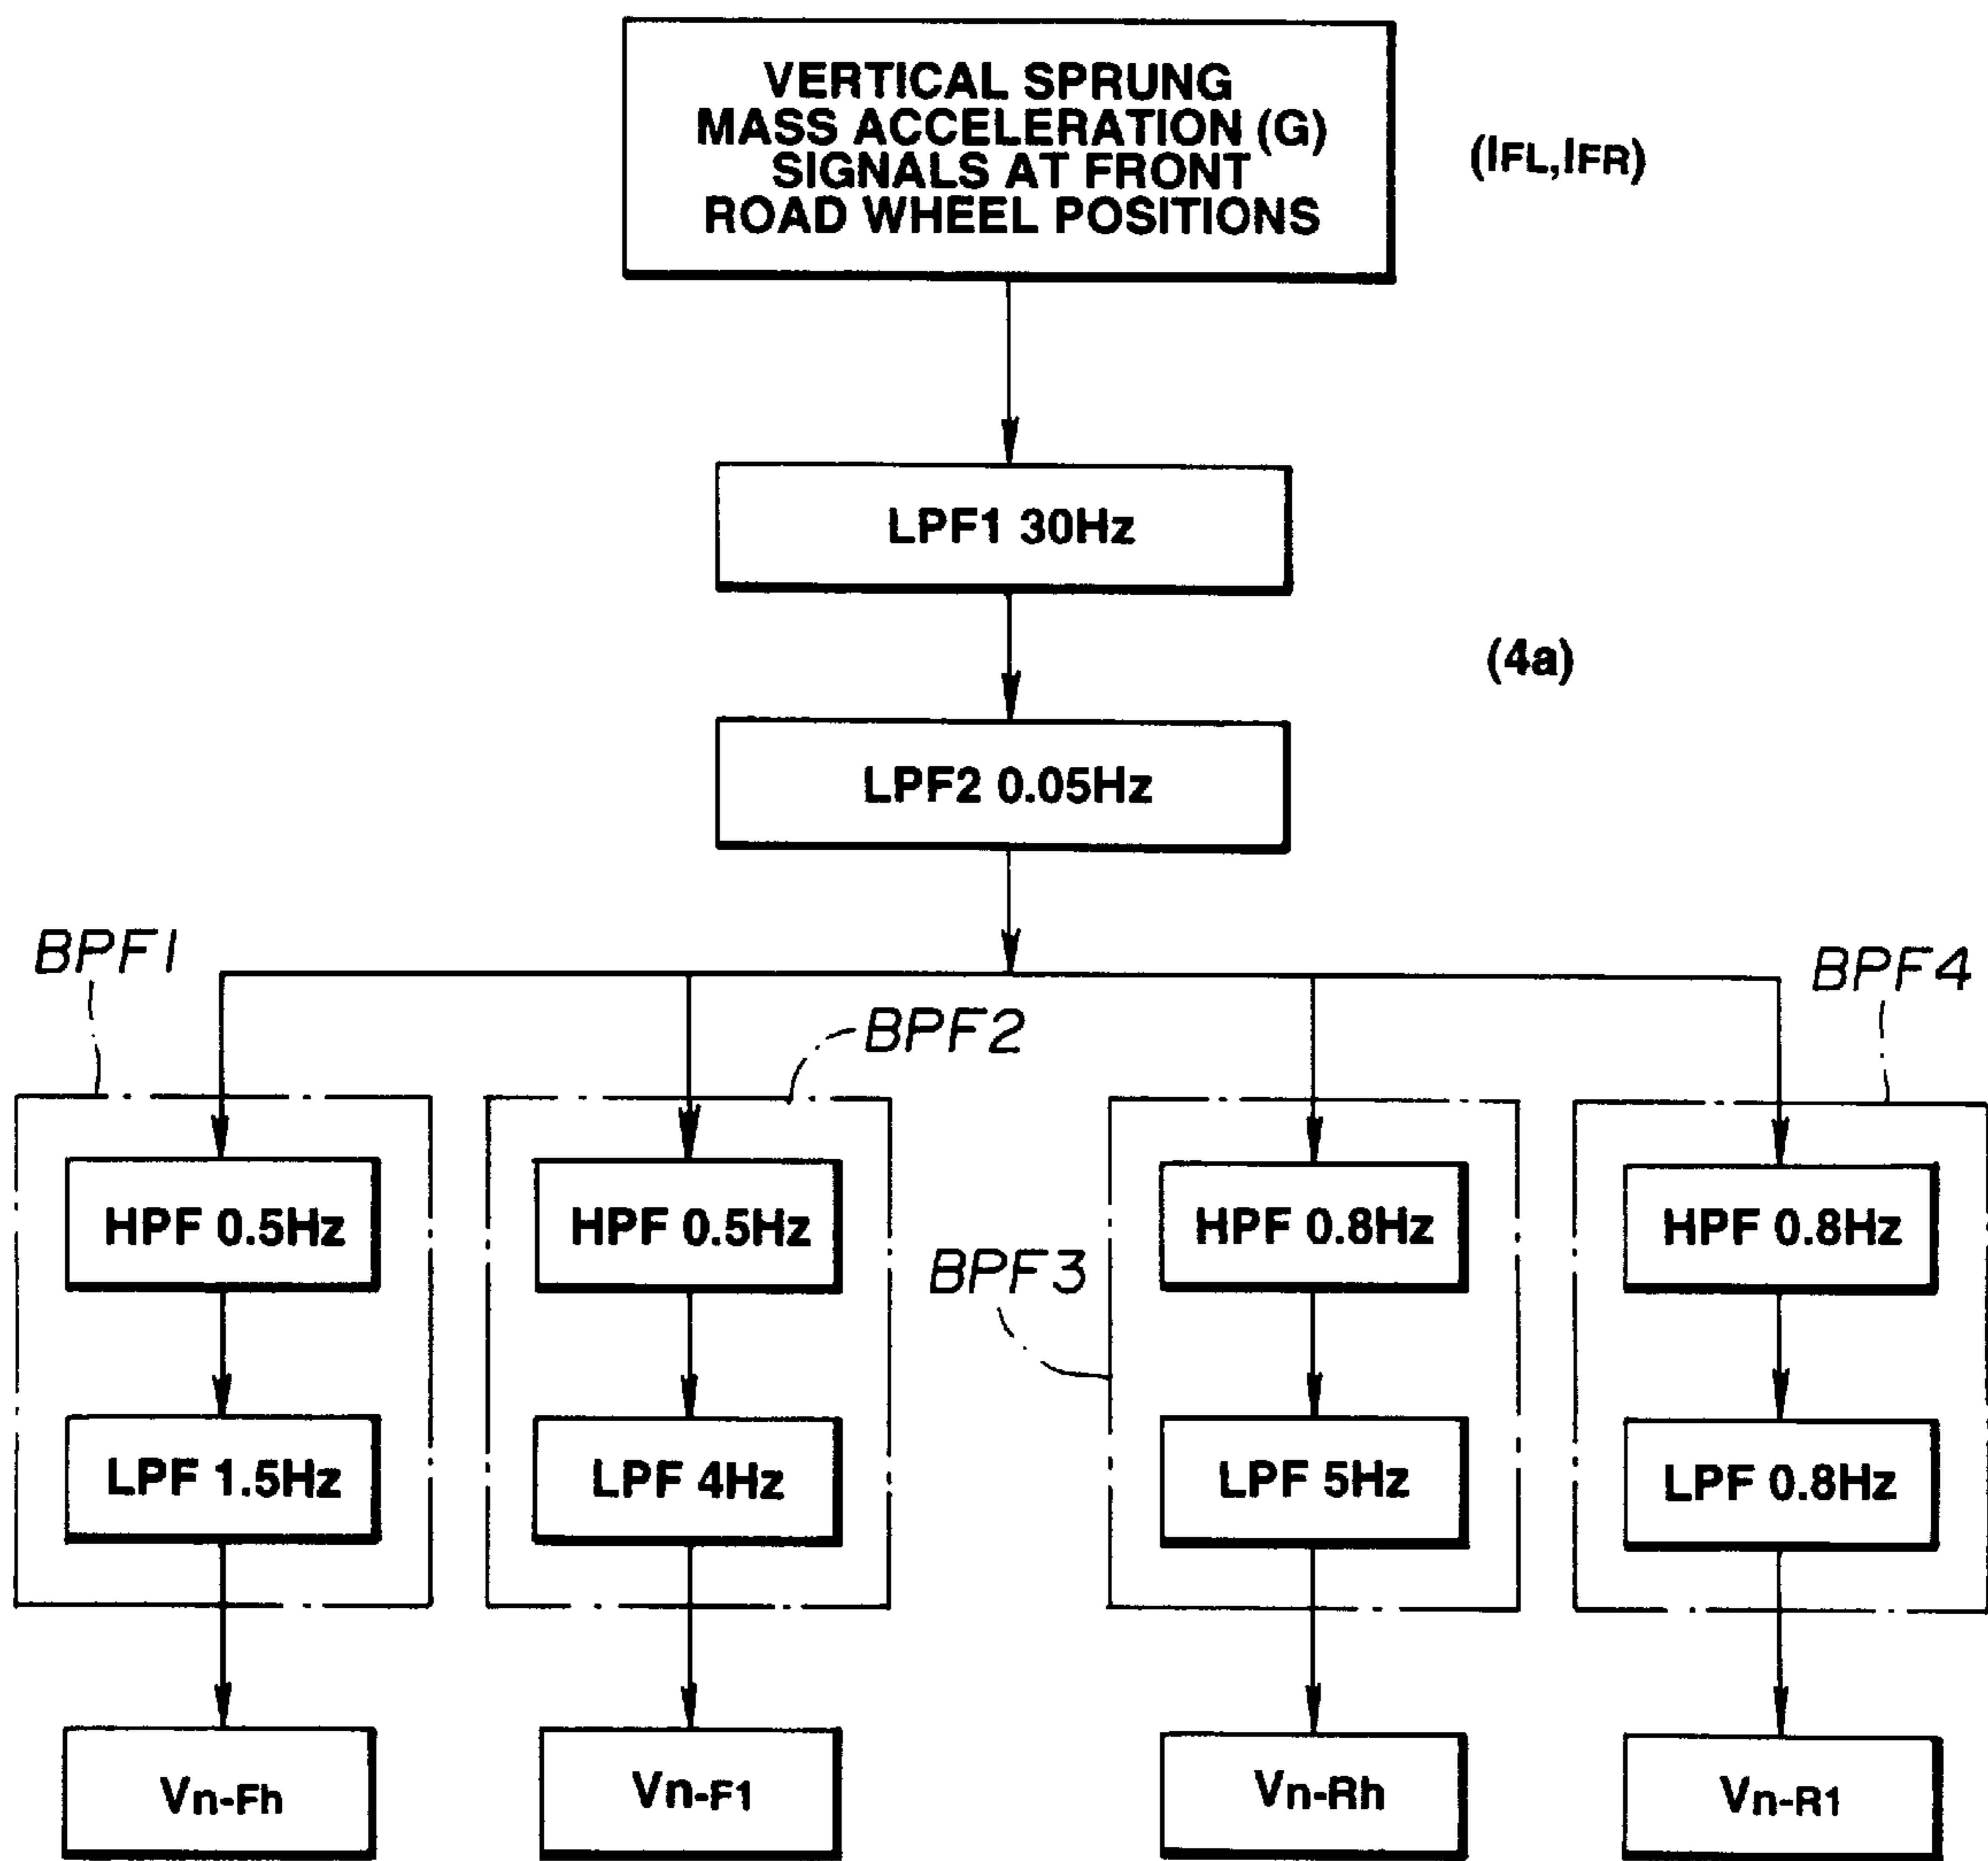 VERTICAL SPRUNG
MASS ACCELERATION (G)
SIGNALS AT FRONT
ROAD WHEEL POSITIONS
(IFL,IFR)
LPF1 30Hz
(4a)
LPF2 0.05Hz
BPF1
BPF2
BPF4
HPF 0.5Hz
HPF 0.5Hz
HPF 0.8Hz
HPF 0.8Hz
BPF3
LPF 1.5Hz
LPF 4Hz
LPF 5Hz
LPF 0.8Hz
Vn-Fh
Vn-F1
Vn-Rh
Vn-R1